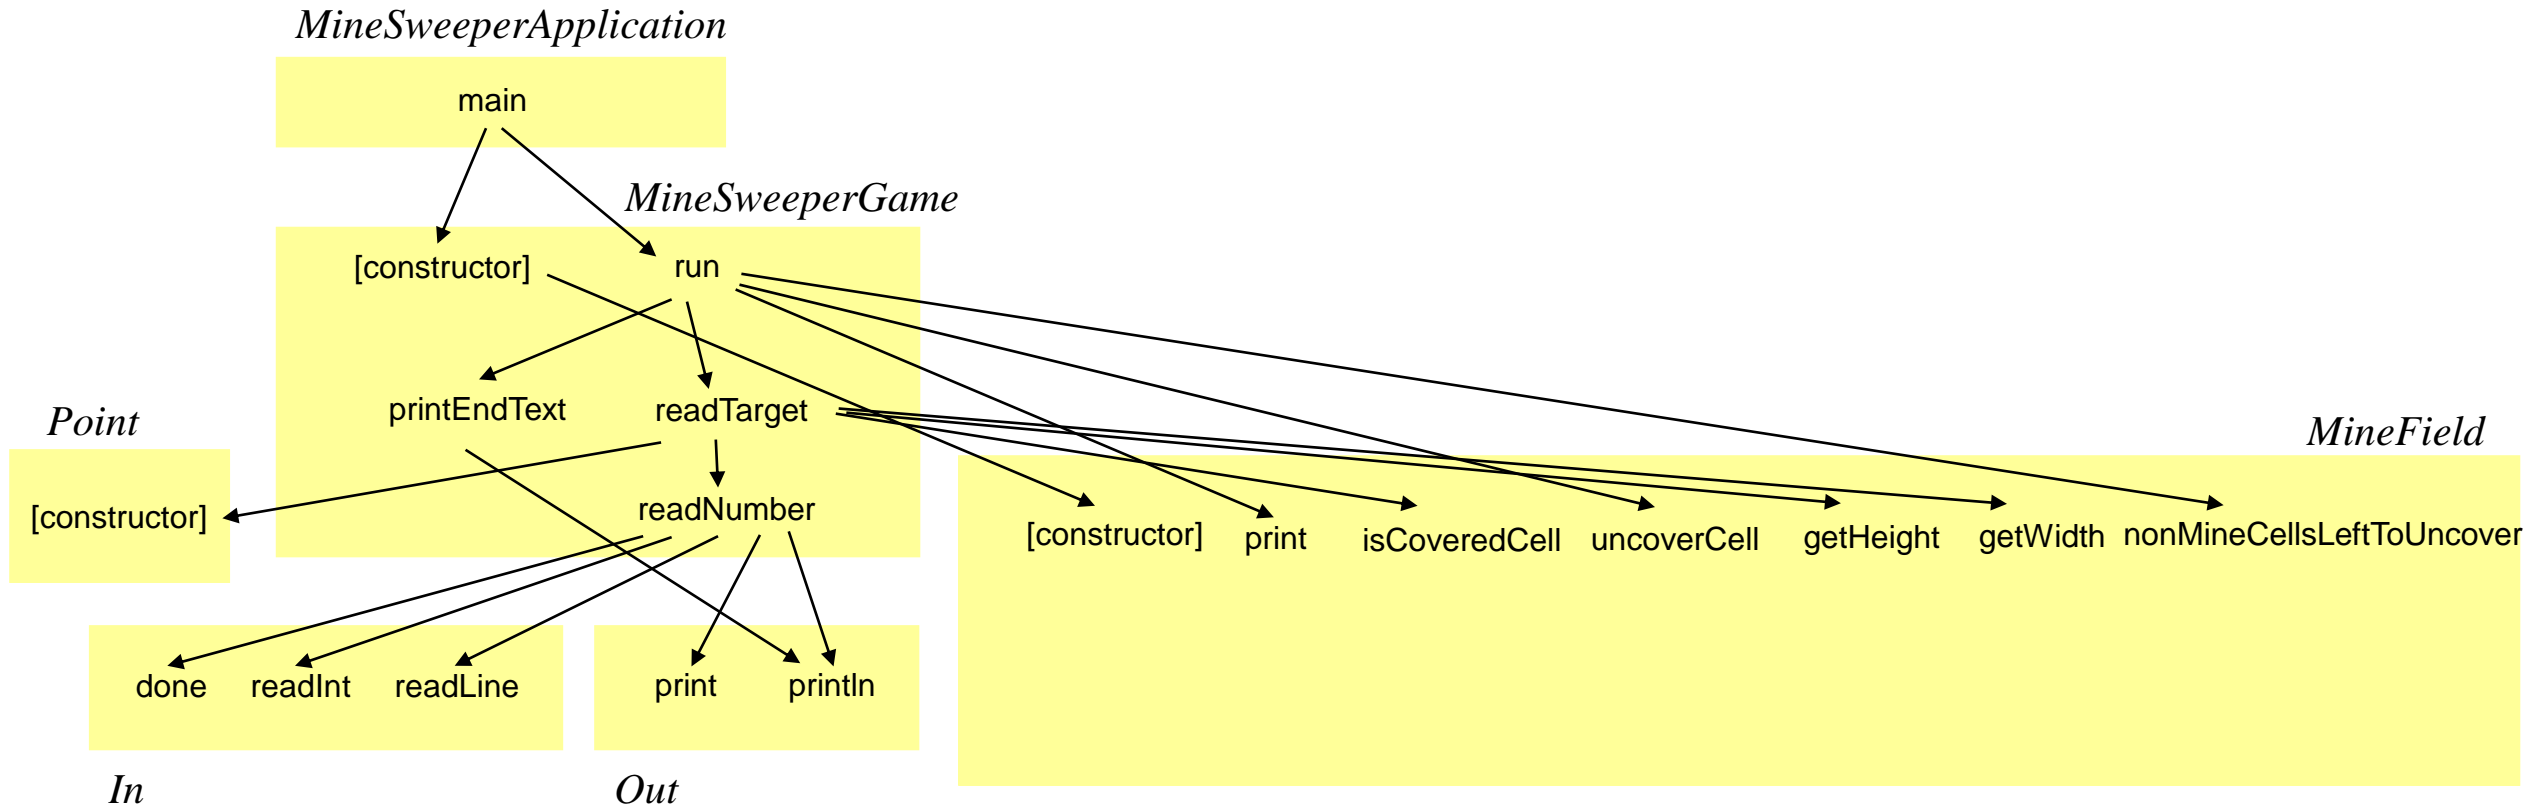 MineSweeperApplication
main
MineSweeperGame
[constructor] run
printEndText readTarget
Point
MineField
[constructor]
readNumber
[constructor] print isCoveredCell uncoverCell getHeight getWidth nonMineCellsLeftToUncover
done readInt readLine print println
In Out